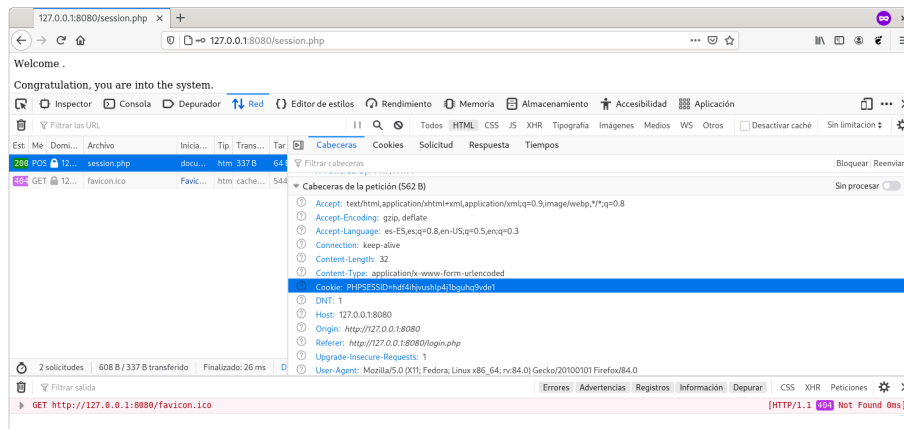 127.0.0.1:8080/session.php × +
127.0.0.1:8080/session.php
Welcome .
Congratulation, you are into the system.
Inspector Consola Depurador Red Editor de estilos Rendimiento Memoria Almacenamiento Accesibilidad Aplicación
Filtrar las URL Todos HTML CSS JS XHR Tipografía Imágenes Medios WS Otros Desactivar caché Sin limitación
Est Mé Domi... Archivo Inicia... Tip Trans... Tar Cabeceras Cookies Solicitud Respuesta Tiempos
200 POS 12... session.php docu... htm 337 B 64 Filtrar cabeceras Bloquear Reenviar
404 GET 12... favicon.ico Favic... htm cache... 544 Cabeceras de la petición (562 B) Sin procesar
Accept: text/html,application/xhtml+xml,application/xml;q=0.9,image/webp,*/*;q=0.8
Accept-Encoding: gzip, deflate
Accept-Language: es-ES,es;q=0.8,en-US;q=0.5,en;q=0.3
Connection: keep-alive
Content-Length: 32
Content-Type: application/x-www-form-urlencoded
Cookie: PHPSESSID=hdf4ihjvushlp4j1bguhq9vde1
DNT: 1
Host: 127.0.0.1:8080
Origin: http://127.0.0.1:8080
Referer: http://127.0.0.1:8080/login.php
Upgrade-Insecure-Requests: 1
2 solicitudes 608 B / 337 B transferido Finalizado: 26 ms D User-Agent: Mozilla/5.0 (X11; Fedora; Linux x86_64; rv:84.0) Gecko/20100101 Firefox/84.0
Filtrar salida Errores Advertencias Registros Información Depurar CSS XHR Peticiones
GET http://127.0.0.1:8080/favicon.ico [HTTP/1.1 404 Not Found 0ms]